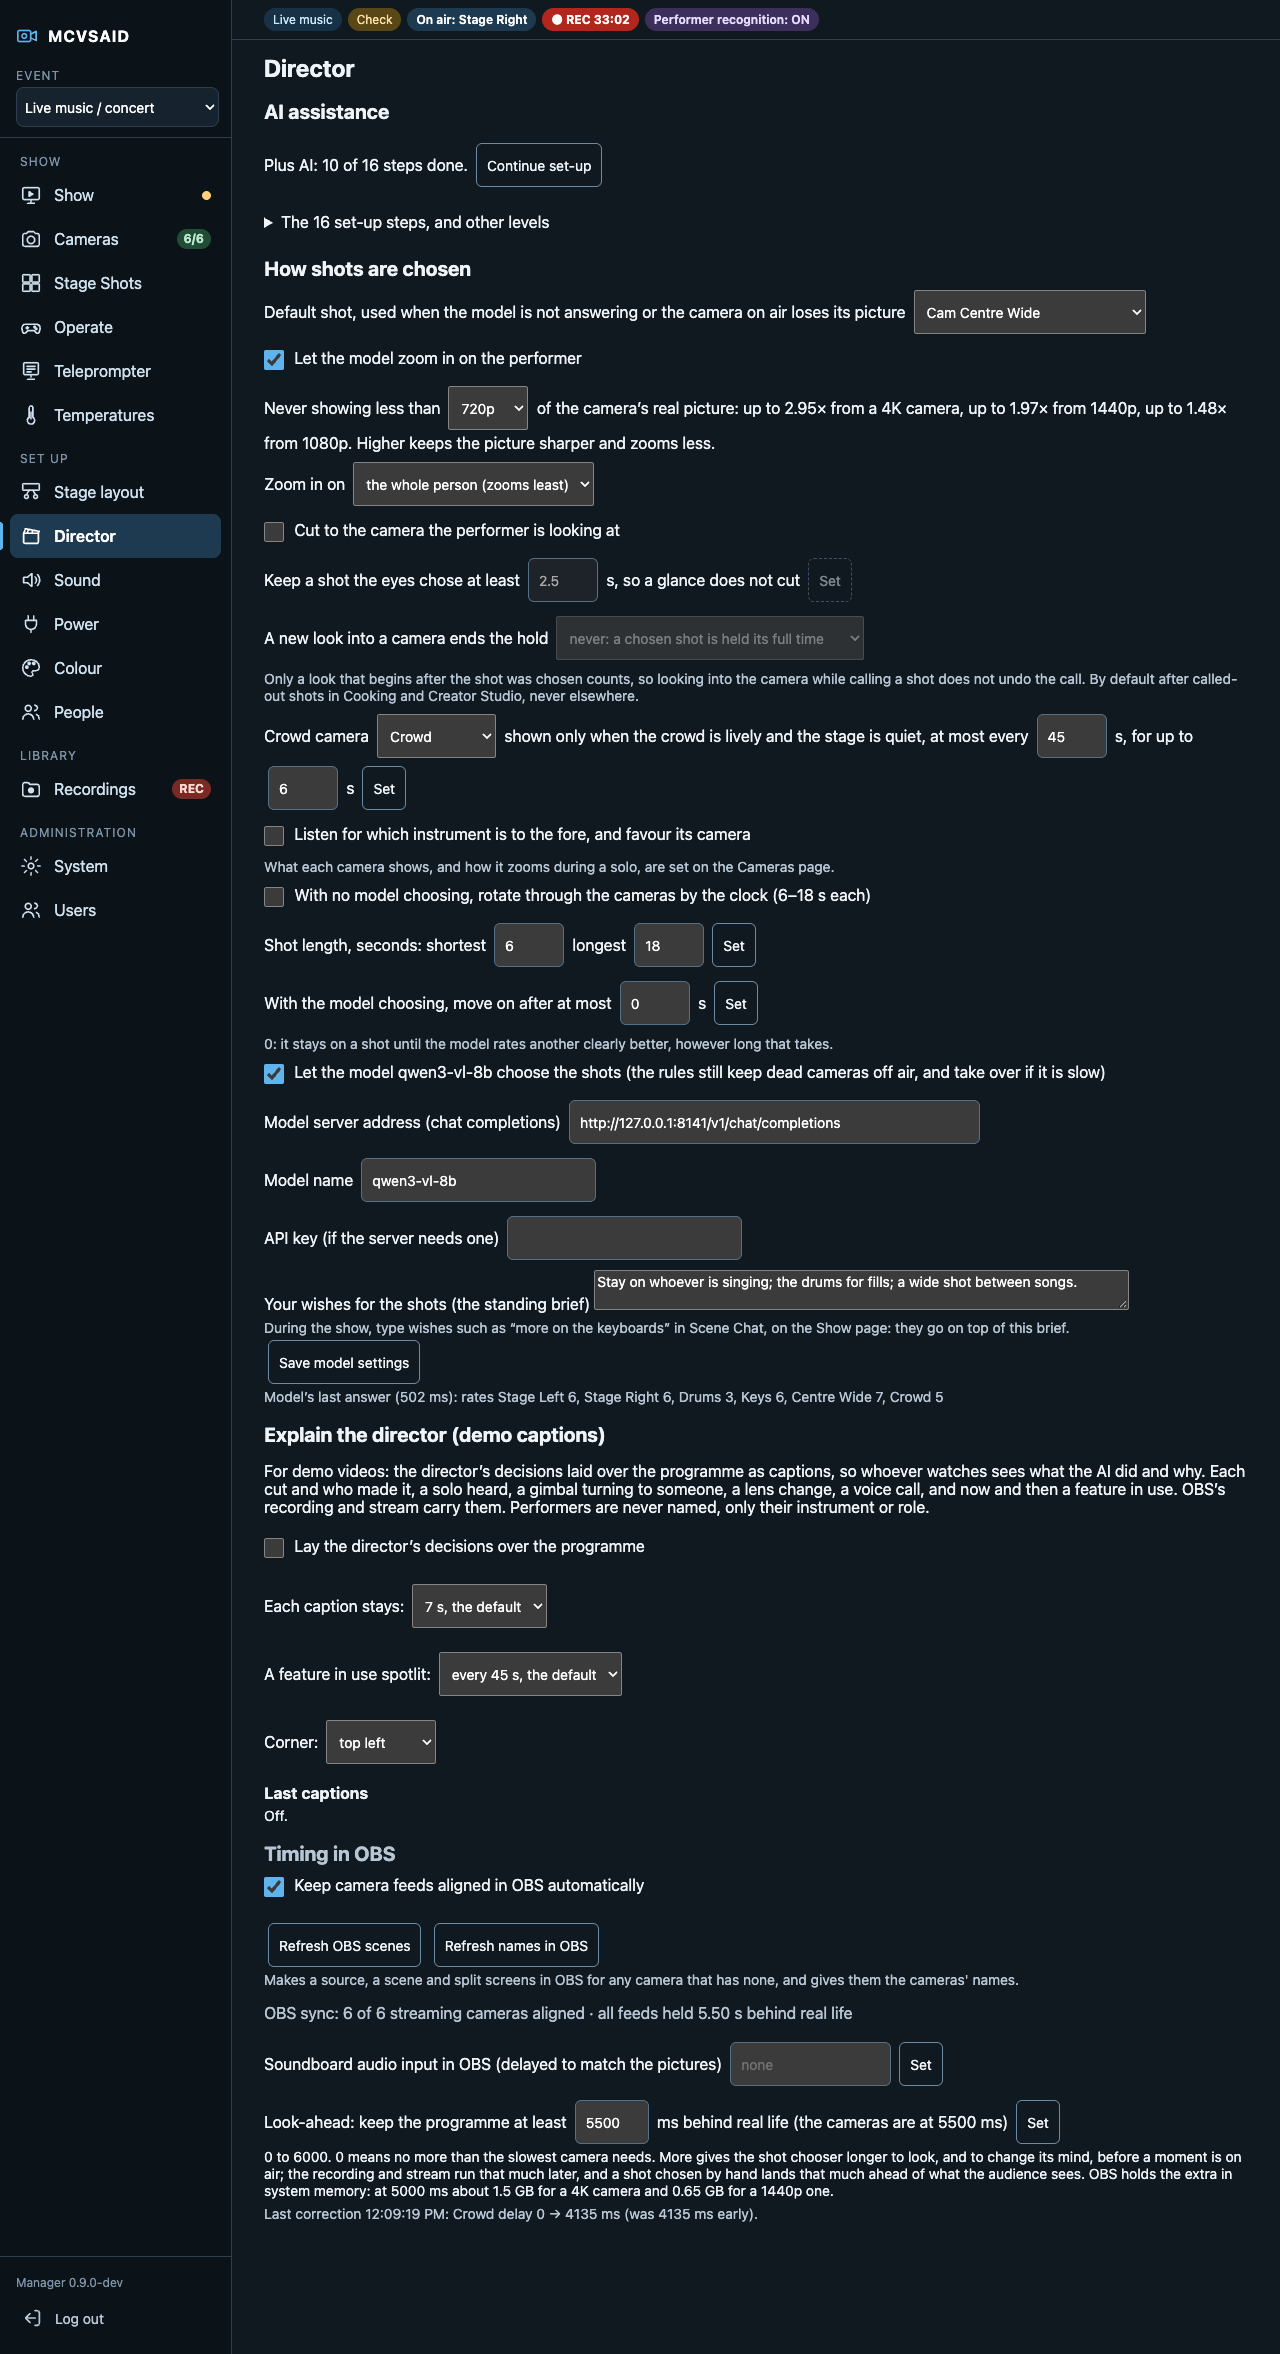 MCVSAID
EVENT
Live music / concert
SHOW
Show
Cameras 6/6
Stage Shots
Operate
Teleprompter
Temperatures
SET UP
Stage layout
Director
Sound
Power
Colour
People
LIBRARY
Recordings REC
ADMINISTRATION
System
Users
Manager 0.9.0-dev
Log out
Live music Check On air: Stage Right REC 33:02 Performer recognition: ON
Director
AI assistance
Plus AI: 10 of 16 steps done. Continue set-up
The 16 set-up steps, and other levels
How shots are chosen
Default shot, used when the model is not answering or the camera on air loses its picture Cam Centre Wide
Let the model zoom in on the performer
Never showing less than 720p of the camera’s real picture: up to 2.95× from a 4K camera, up to 1.97× from 1440p, up to 1.48×
from 1080p. Higher keeps the picture sharper and zooms less.
Zoom in on the whole person (zooms least)
Cut to the camera the performer is looking at
Keep a shot the eyes chose at least 2.5 s, so a glance does not cut Set
A new look into a camera ends the hold never: a chosen shot is held its full time
Only a look that begins after the shot was chosen counts, so looking into the camera while calling a shot does not undo the call. By default after called-
out shots in Cooking and Creator Studio, never elsewhere.
Crowd camera Crowd shown only when the crowd is lively and the stage is quiet, at most every 45 s, for up to
6 s Set
Listen for which instrument is to the fore, and favour its camera
What each camera shows, and how it zooms during a solo, are set on the Cameras page.
With no model choosing, rotate through the cameras by the clock (6–18 s each)
Shot length, seconds: shortest 6 longest 18 Set
With the model choosing, move on after at most 0 s Set
0: it stays on a shot until the model rates another clearly better, however long that takes.
Let the model qwen3-vl-8b choose the shots (the rules still keep dead cameras off air, and take over if it is slow)
Model server address (chat completions) http://127.0.0.1:8141/v1/chat/completions
Model name qwen3-vl-8b
API key (if the server needs one)
Your wishes for the shots (the standing brief) Stay on whoever is singing; the drums for fills; a wide shot between songs.
During the show, type wishes such as “more on the keyboards” in Scene Chat, on the Show page: they go on top of this brief.
Save model settings
Model’s last answer (502 ms): rates Stage Left 6, Stage Right 6, Drums 3, Keys 6, Centre Wide 7, Crowd 5
Explain the director (demo captions)
For demo videos: the director’s decisions laid over the programme as captions, so whoever watches sees what the AI did and why. Each
cut and who made it, a solo heard, a gimbal turning to someone, a lens change, a voice call, and now and then a feature in use. OBS’s
recording and stream carry them. Performers are never named, only their instrument or role.
Lay the director’s decisions over the programme
Each caption stays: 7 s, the default
A feature in use spotlit: every 45 s, the default
Corner: top left
Last captions
Off.
Timing in OBS
Keep camera feeds aligned in OBS automatically
Refresh OBS scenes Refresh names in OBS
Makes a source, a scene and split screens in OBS for any camera that has none, and gives them the cameras' names.
OBS sync: 6 of 6 streaming cameras aligned · all feeds held 5.50 s behind real life
Soundboard audio input in OBS (delayed to match the pictures) none Set
Look-ahead: keep the programme at least 5500 ms behind real life (the cameras are at 5500 ms) Set
0 to 6000. 0 means no more than the slowest camera needs. More gives the shot chooser longer to look, and to change its mind, before a moment is on
air; the recording and stream run that much later, and a shot chosen by hand lands that much ahead of what the audience sees. OBS holds the extra in
system memory: at 5000 ms about 1.5 GB for a 4K camera and 0.65 GB for a 1440p one.
Last correction 12:09:19 PM: Crowd delay 0 → 4135 ms (was 4135 ms early).